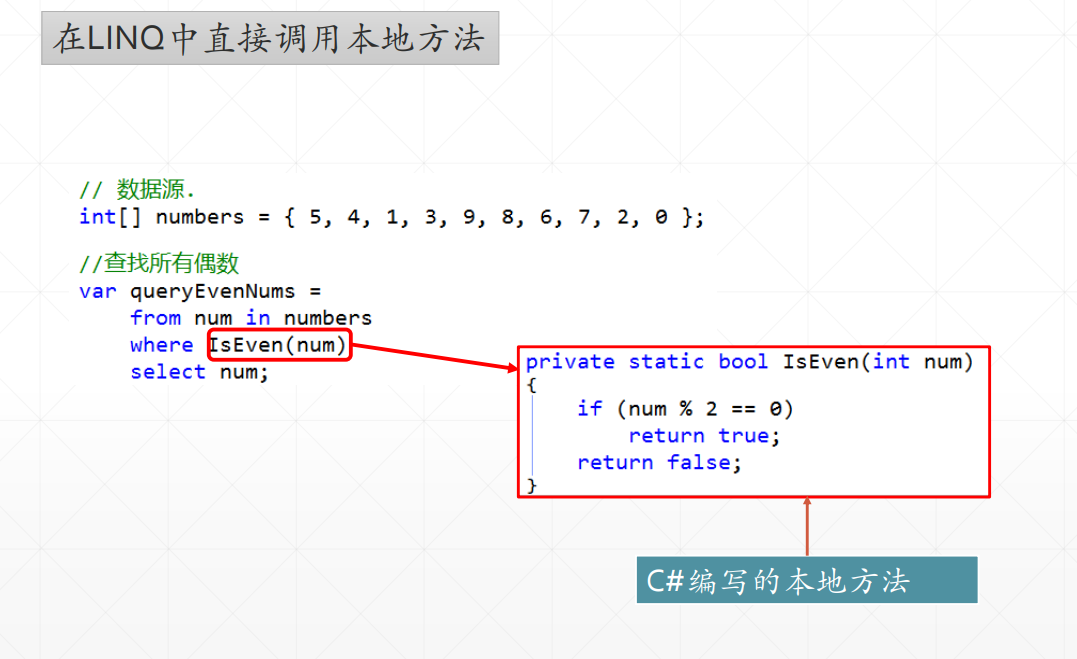 在LINQ中直接调用本地方法
// 数据源.
int[] numbers = { 5, 4, 1, 3, 9, 8, 6, 7, 2, 0 };
//查找所有偶数
var queryEvenNums =
from num in numbers
where IsEven(num)
select num;
private static bool IsEven(int num)
{
if (num % 2 == 0)
return true;
return false;
}
C#编写的本地方法